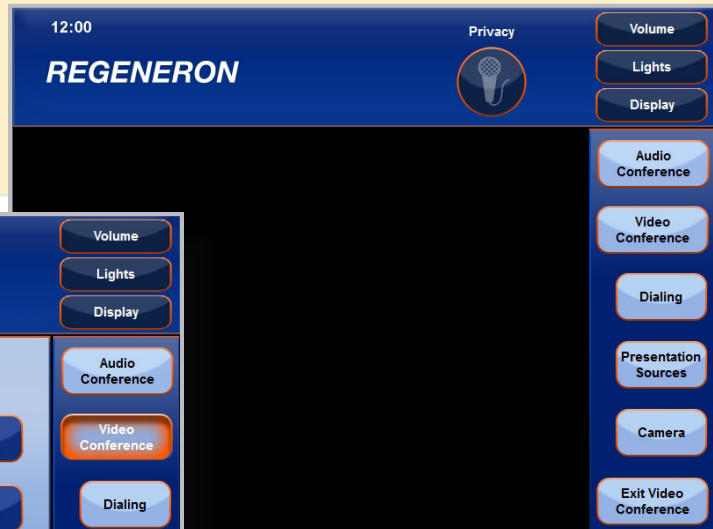 12:00
Privacy
REGENERON
Volume
Lights
Display
Audio
Conference
Video
Conference
Dialing
Presentation
Sources
Camera
Exit Video
Conference
Volume
Lights
Display
Audio
Conference
Video
Conference
Dialing